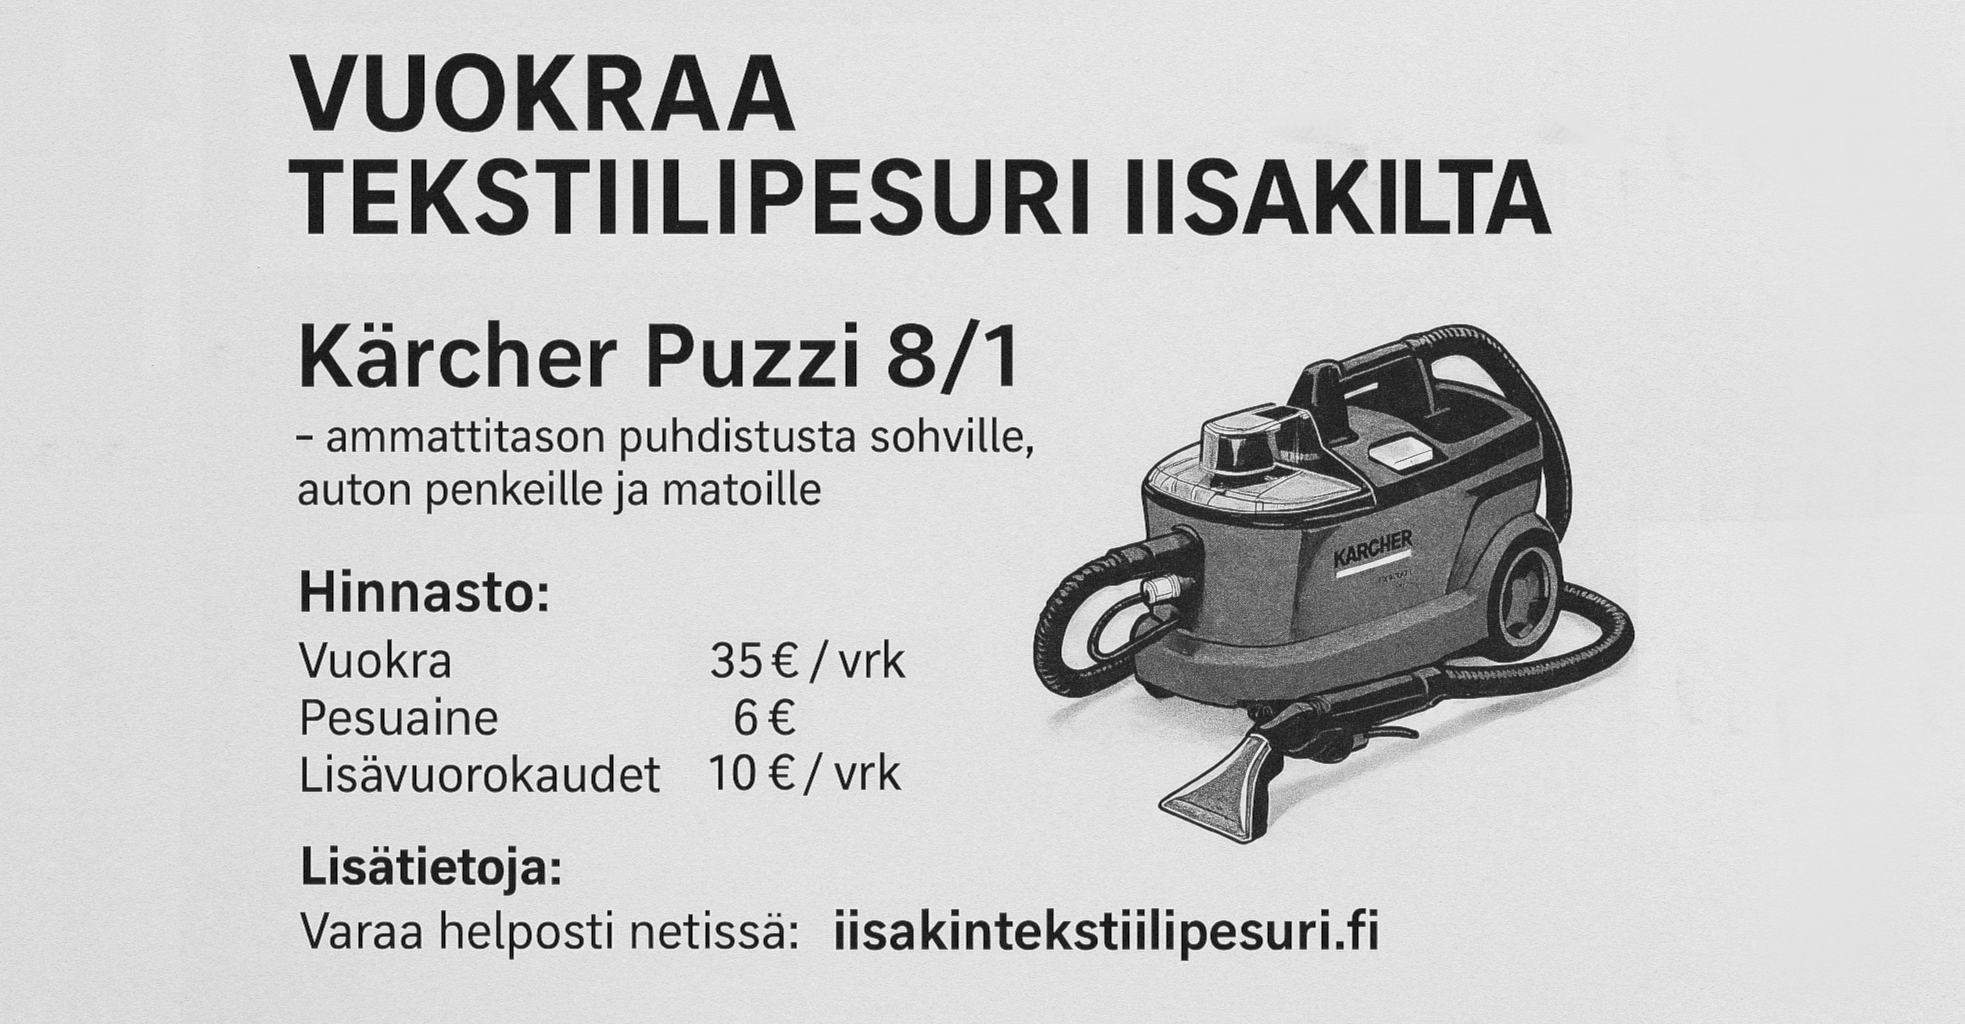 VUOKRAA
TEKSTIILIPESURI IISAKILTA
Kärcher Puzzi 8/1
– ammattitason puhdistusta sohville,
auton penkeille ja matoille
Hinnasto:
Vuokra 35 € / vrk
Pesuaine 6 €
Lisävuorokaudet 10 € / vrk
KARCHER
Lisätietoja:
Varaa helposti netissä: iisakintekstiilipesuri.fi